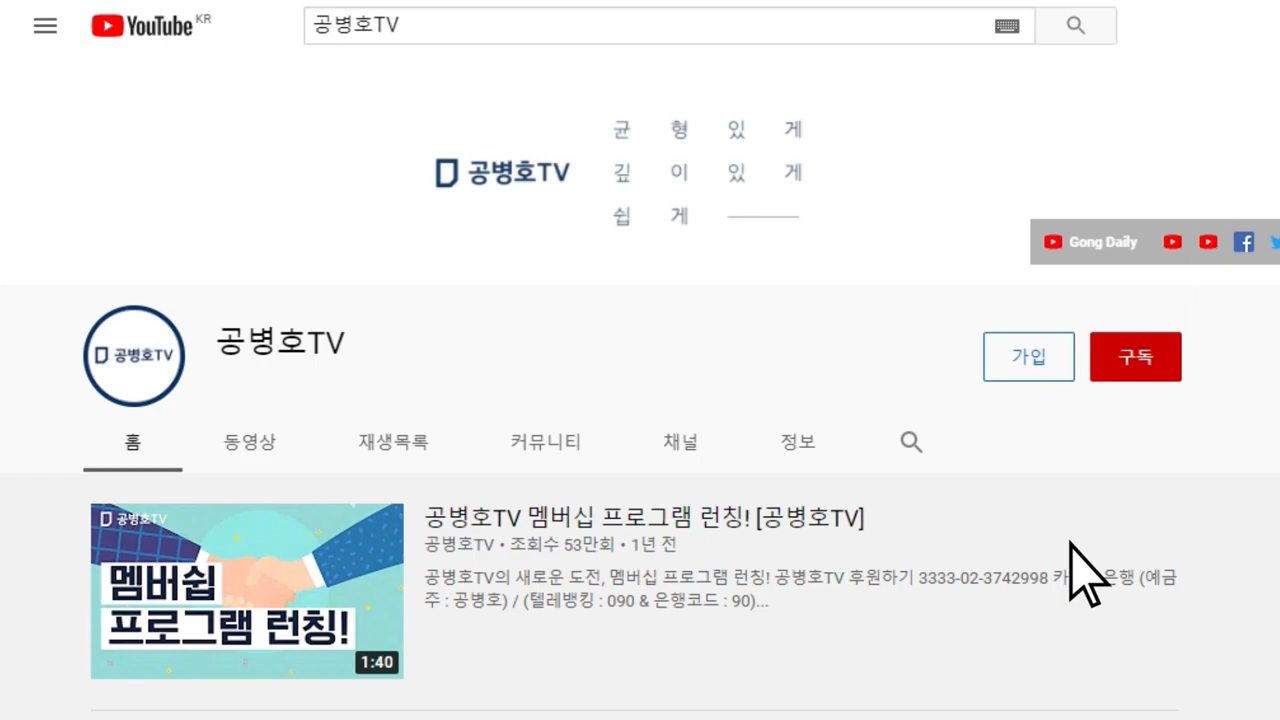 YouTube KR
공병호TV
균 형 있 게
공병호TV
깊 이 있 게
쉽 게
Gong Daily
공병호TV
공병호TV
가입
구독
홈
동영상
재생목록
커뮤니티
채널
정보
공병호TV
멤버쉽
프로그램 런칭!
1:40
공병호TV 멤버십 프로그램 런칭! [공병호TV]
공병호TV • 조회수 53만회 • 1년 전
공병호TV의 새로운 도전, 멤버십 프로그램 런칭! 공병호TV 후원하기 3333-02-3742998 카 은행 (예금
주 : 공병호) / (텔레뱅킹 : 090 & 은행코드 : 90)...